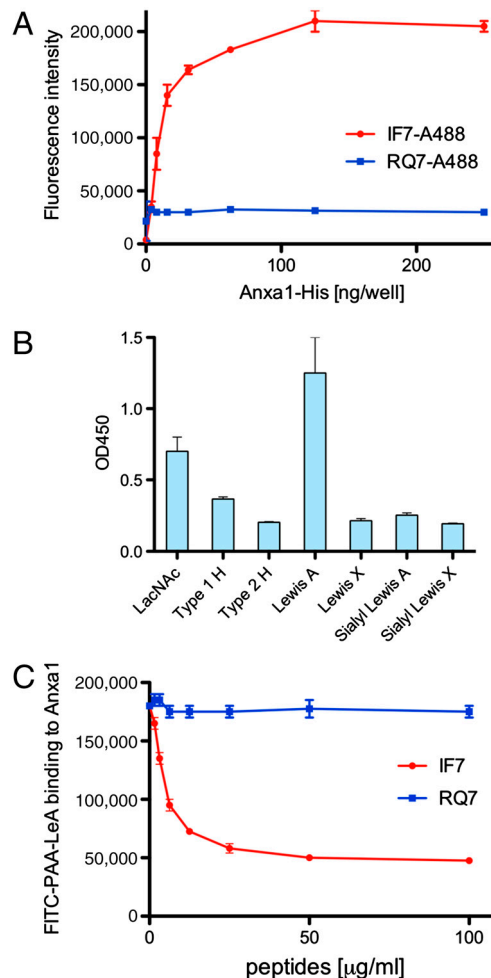 A
Fluorescence intensity
200,000
150,000
100,000
50,000
0
IF7-A488
RQ7-A488
0
100
200
Anxa1-His [ng/well]
B
OD450
1.5
1.0
0.5
0.0
LacNAc
Type 1 H
Type 2 H
Lewis A
Lewis X
Sialyl Lewis A
Sialyl Lewis X
C
FITC-PAA-LeA binding to Anxa1
200,000
150,000
100,000
50,000
0
IF7
RQ7
0
50
100
peptides [μg/ml]